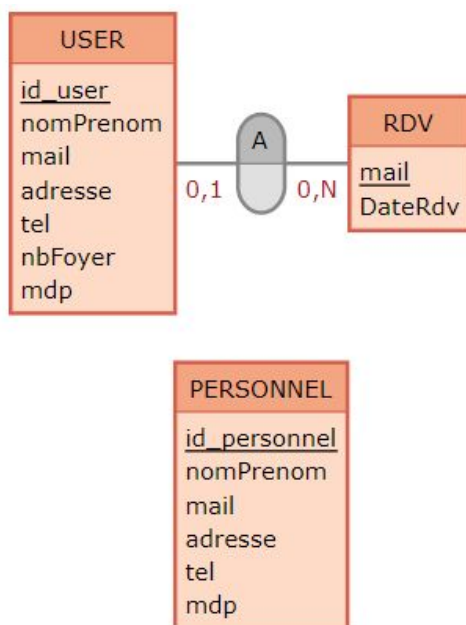 USER
id_user
nomPrenom
mail
adresse
tel
nbFoyer
mdp
0,1
A
0,N
RDV
mail
DateRdv
PERSONNEL
id_personnel
nomPrenom
mail
adresse
tel
mdp